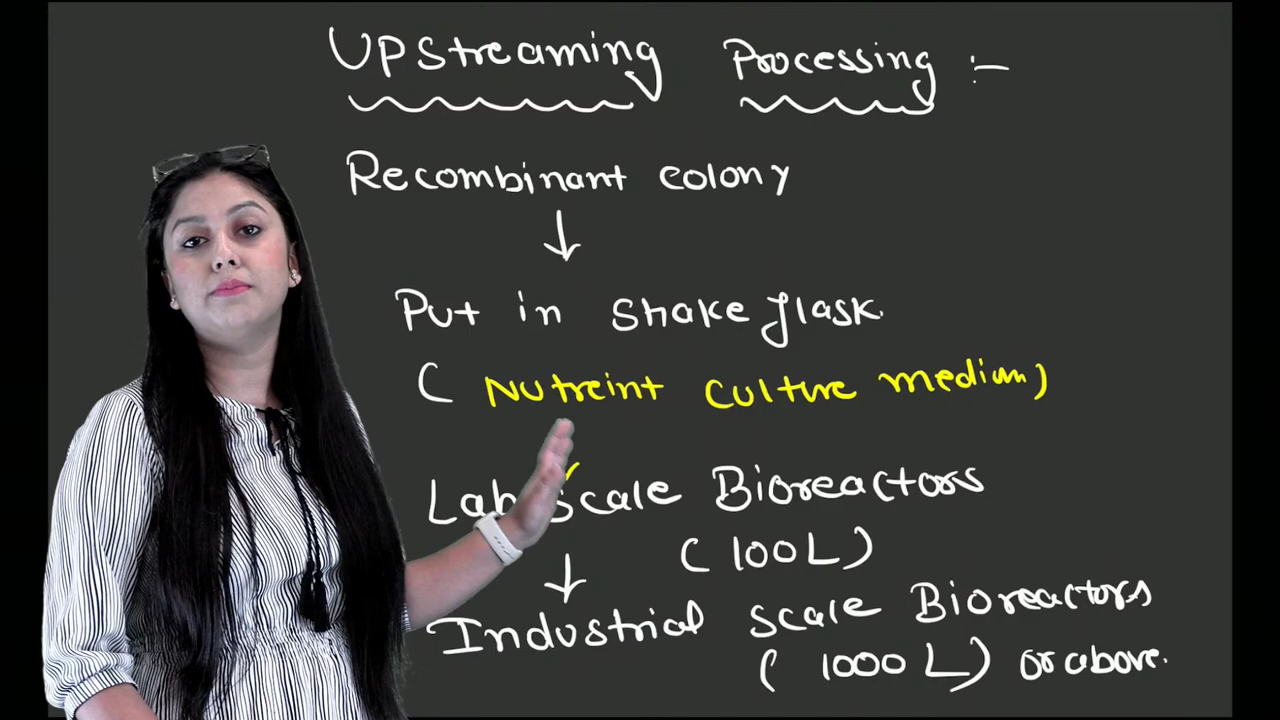 UPStreaming Processing :-
Recombinant colony
↓
Put in shake flask.
( Nutreint culture medium)
Lab scale Bioreactors
( 100L)
↓
Industrial scale Bioreactors
( 1000 L) or above.